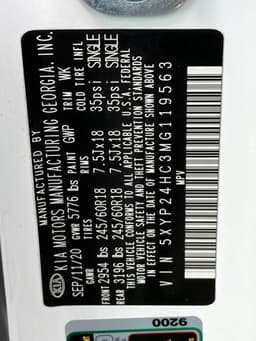 MANUFACTURED BY
KIA MOTORS MANUFACTURING GEORGIA, INC.
SEP/11/20 PAINT GWP TRIM WK
GVWR 5776 lbs
GAWR COLD TIRE INFL
FRONT 2954 lbs 245/60R18 7.5Jx18 35psi SINGLE
REAR 3196 lbs 245/60R18 7.5Jx18 35psi SINGLE
THIS VEHICLE CONFORMS TO ALL APPLICABLE U.S.A. FEDERAL
MOTOR VEHICLE SAFETY AND THEFT PREVENTION STANDARDS
IN EFFECT ON THE DATE OF MANUFACTURE SHOWN ABOVE.
VIN 5XYP24HC3MG119563
MPV
KIA
9200